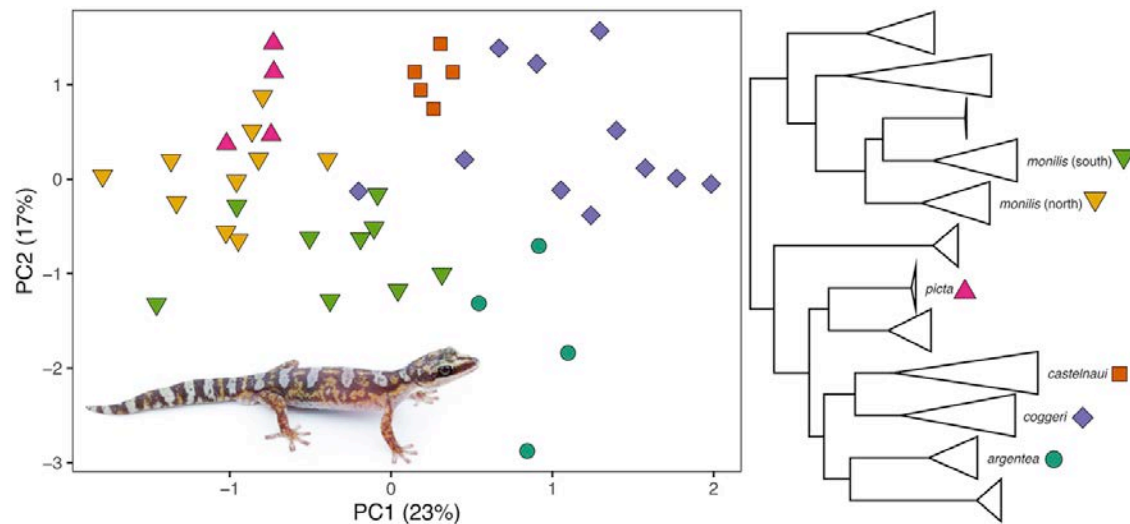 PC2 (17%)
1
0
−1
−2
−3
−1
0
1
2
PC1 (23%)
monilis (south)
monilis (north)
picta
castelnaui
coggeri
argentea